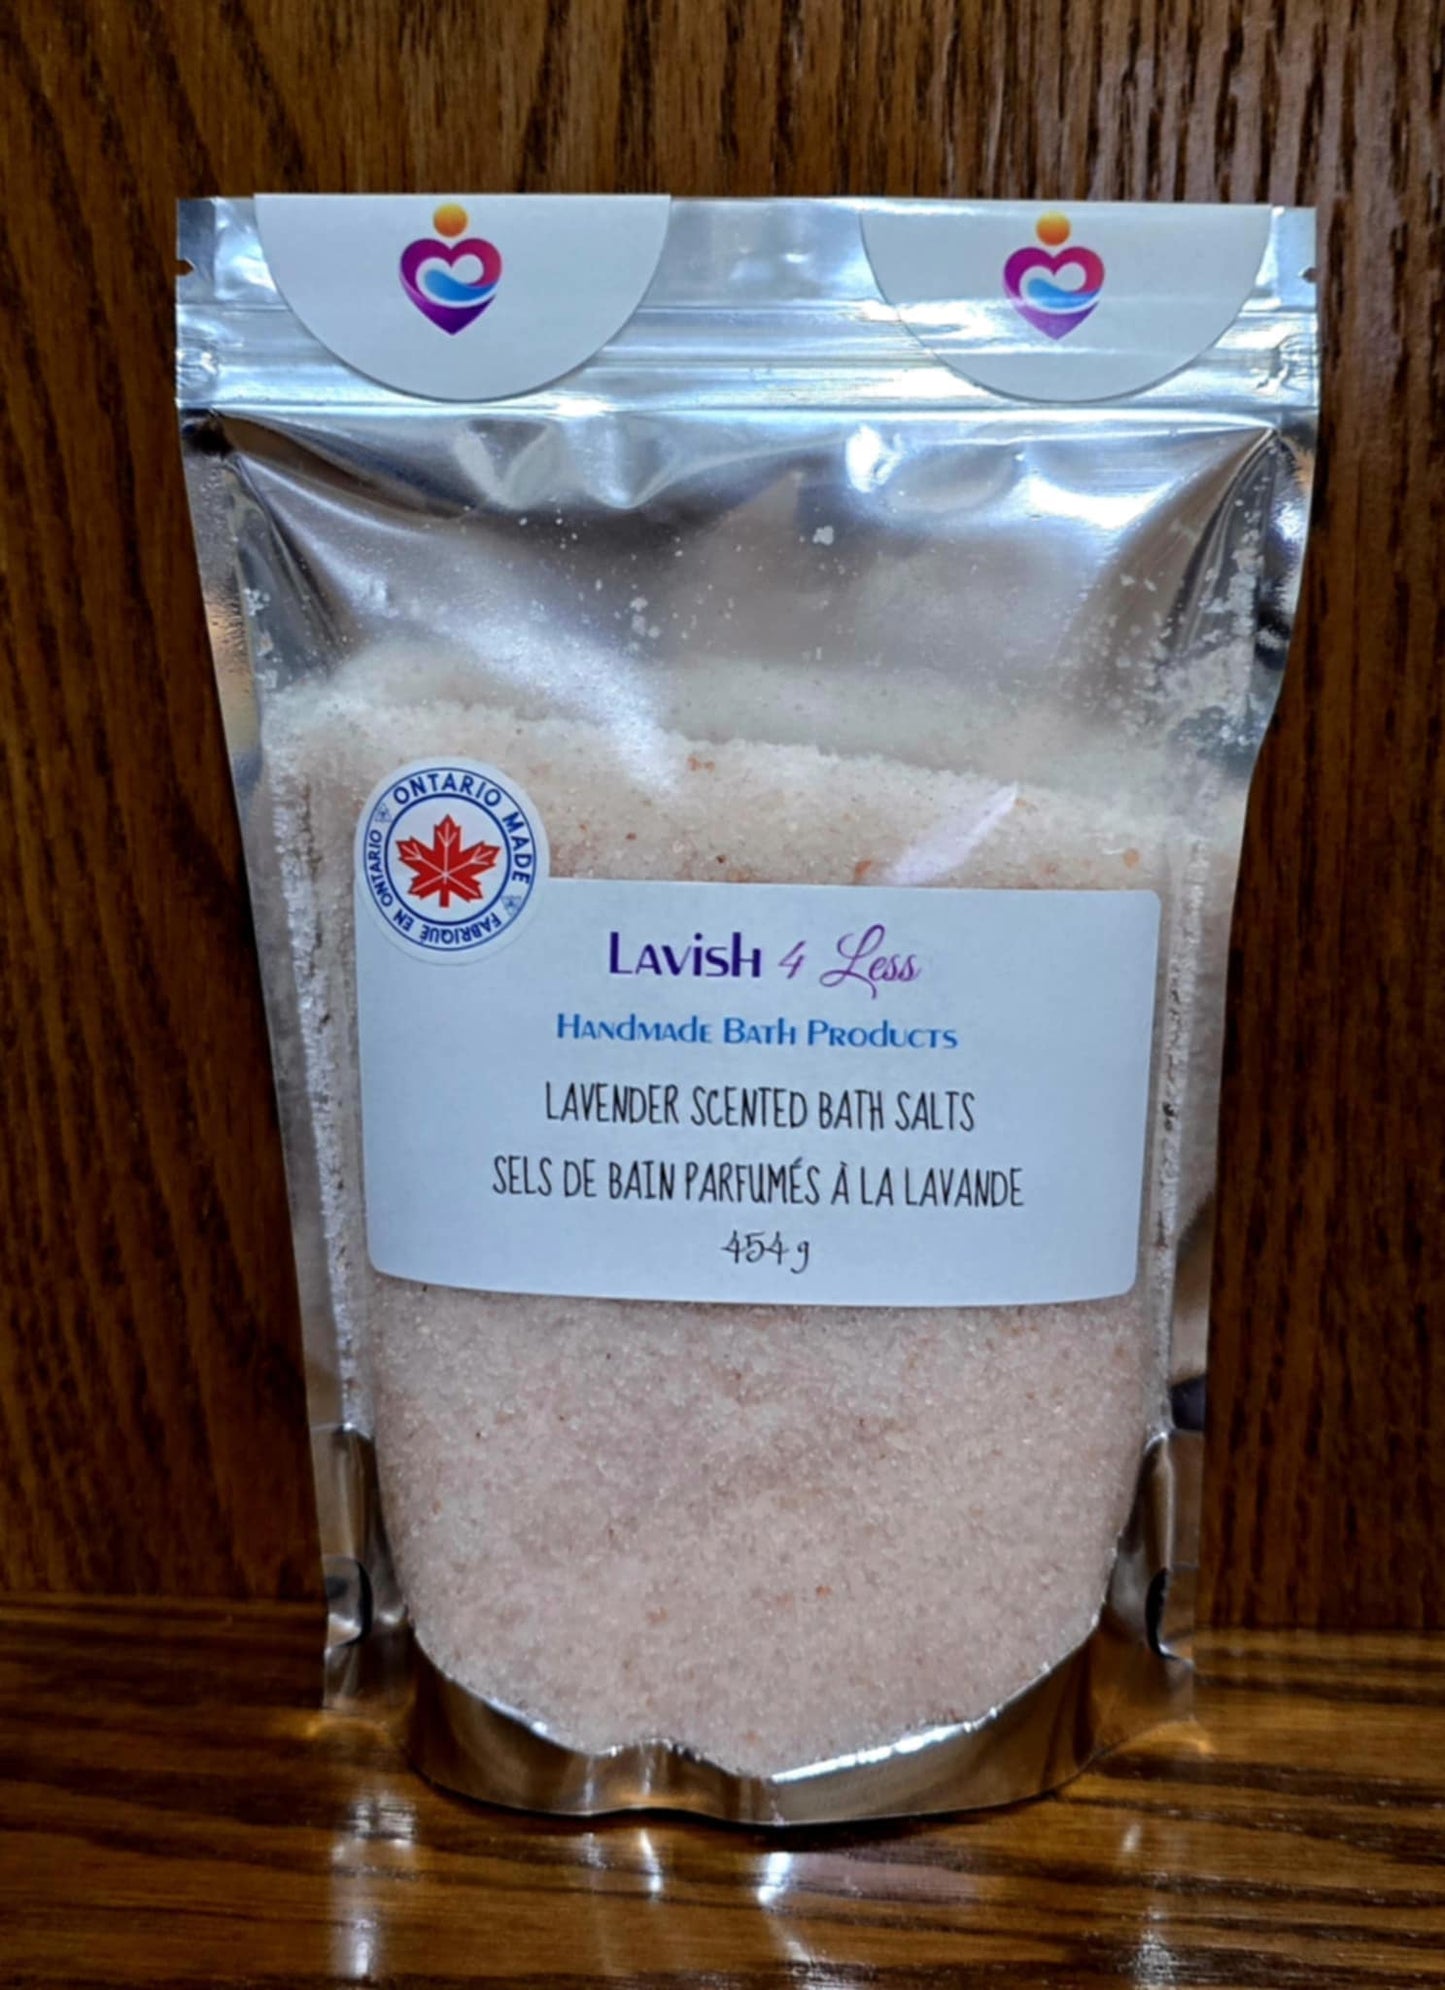 ONTARIO MADE
FABRIQUÉ EN ONTARIO
Lavish 4 Less
Handmade Bath Products
LAVENDER SCENTED BATH SALTS
SELS DE BAIN PARFUMÉS À LA LAVANDE
454 g